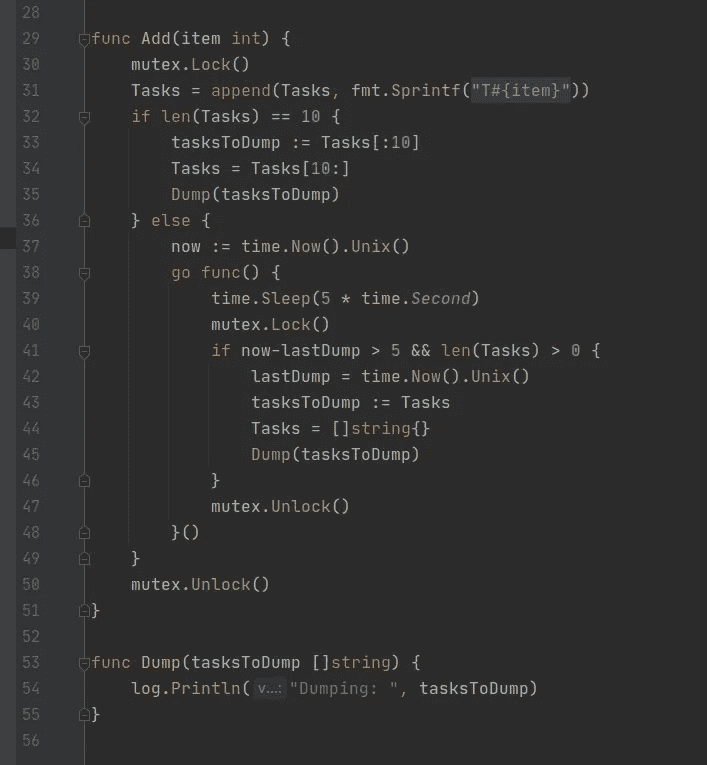 28
29 func Add(item int) {
30     mutex.Lock()
31     Tasks = append(Tasks, fmt.Sprintf("T#{item}"))
32     if len(Tasks) == 10 {
33         tasksToDump := Tasks[:10]
34         Tasks = Tasks[10:]
35         Dump(tasksToDump)
36     } else {
37         now := time.Now().Unix()
38         go func() {
39             time.Sleep(5 * time.Second)
40             mutex.Lock()
41             if now-lastDump > 5 && len(Tasks) > 0 {
42                 lastDump = time.Now().Unix()
43                 tasksToDump := Tasks
44                 Tasks = []string{}
45                 Dump(tasksToDump)
46             }
47             mutex.Unlock()
48         }()
49     }
50     mutex.Unlock()
51 }
52
53 func Dump(tasksToDump []string) {
54     log.Println( v...: "Dumping: ", tasksToDump)
55 }
56